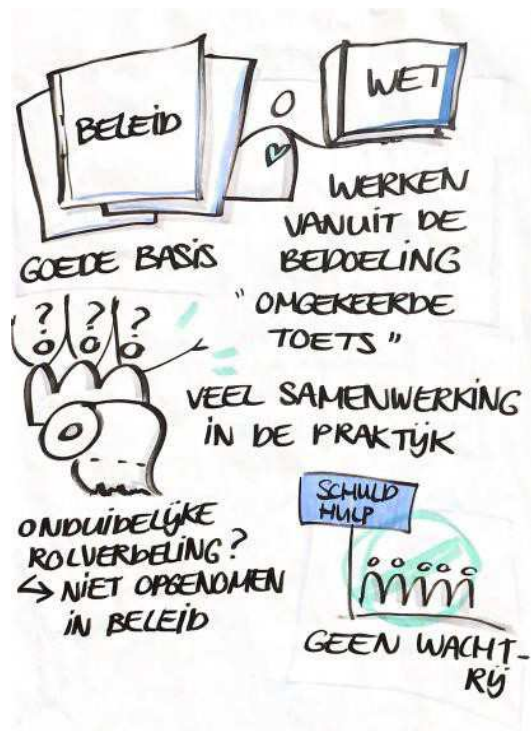 BELEID
WET
GOEDE BASIS
WERKEN
VANUIT DE
BEDOELING
"OMGEKEERDE
TOETS"
? ? ?
VEEL SAMENWERKING
IN DE PRAKTIJK
ONDUIDELIJKE
ROLVERDELING?
↳ NIET OPGENOMEN
IN BELEID
SCHULD
HULP
GEEN WACHT-
RIJ